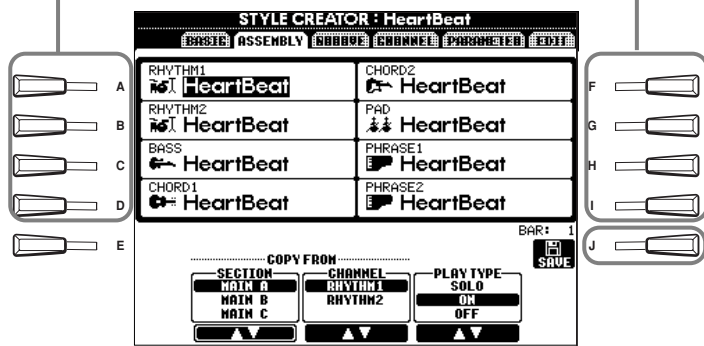 STYLE CREATOR : HeartBeat
BASIC ASSEMBLY GROOVE CHANNEL PARAMETER EDIT
RHYTHM1 HeartBeat
CHORD2 HeartBeat
RHYTHM2 HeartBeat
PAD HeartBeat
BASS HeartBeat
PHRASE1 HeartBeat
CHORD1 HeartBeat
PHRASE2 HeartBeat
A
B
C
D
E
F
G
H
I
J
BAR: 1
SAVE
COPY FROM
SECTION
MAIN A
MAIN B
MAIN C
CHANNEL
RHYTHM1
RHYTHM2
PLAY TYPE
SOLO
ON
OFF